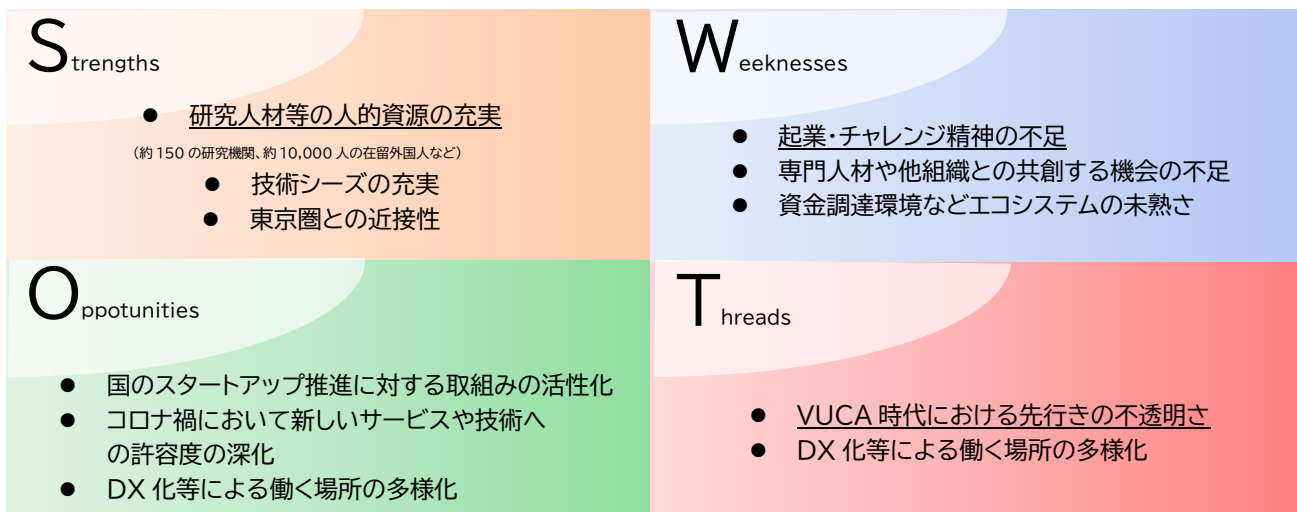 Strengths
● 研究人材等の人的資源の充実
（約150の研究機関、約10,000人の在留外国人など）
● 技術シーズの充実
● 東京圏との近接性
Weeknesses
● 起業・チャレンジ精神の不足
● 専門人材や他組織との共創する機会の不足
● 資金調達環境などエコシステムの未熟さ
Oppotunities
● 国のスタートアップ推進に対する取組みの活性化
● コロナ禍において新しいサービスや技術へ
の許容度の深化
● DX化等による働く場所の多様化
Threads
● VUCA時代における先行きの不透明さ
● DX化等による働く場所の多様化